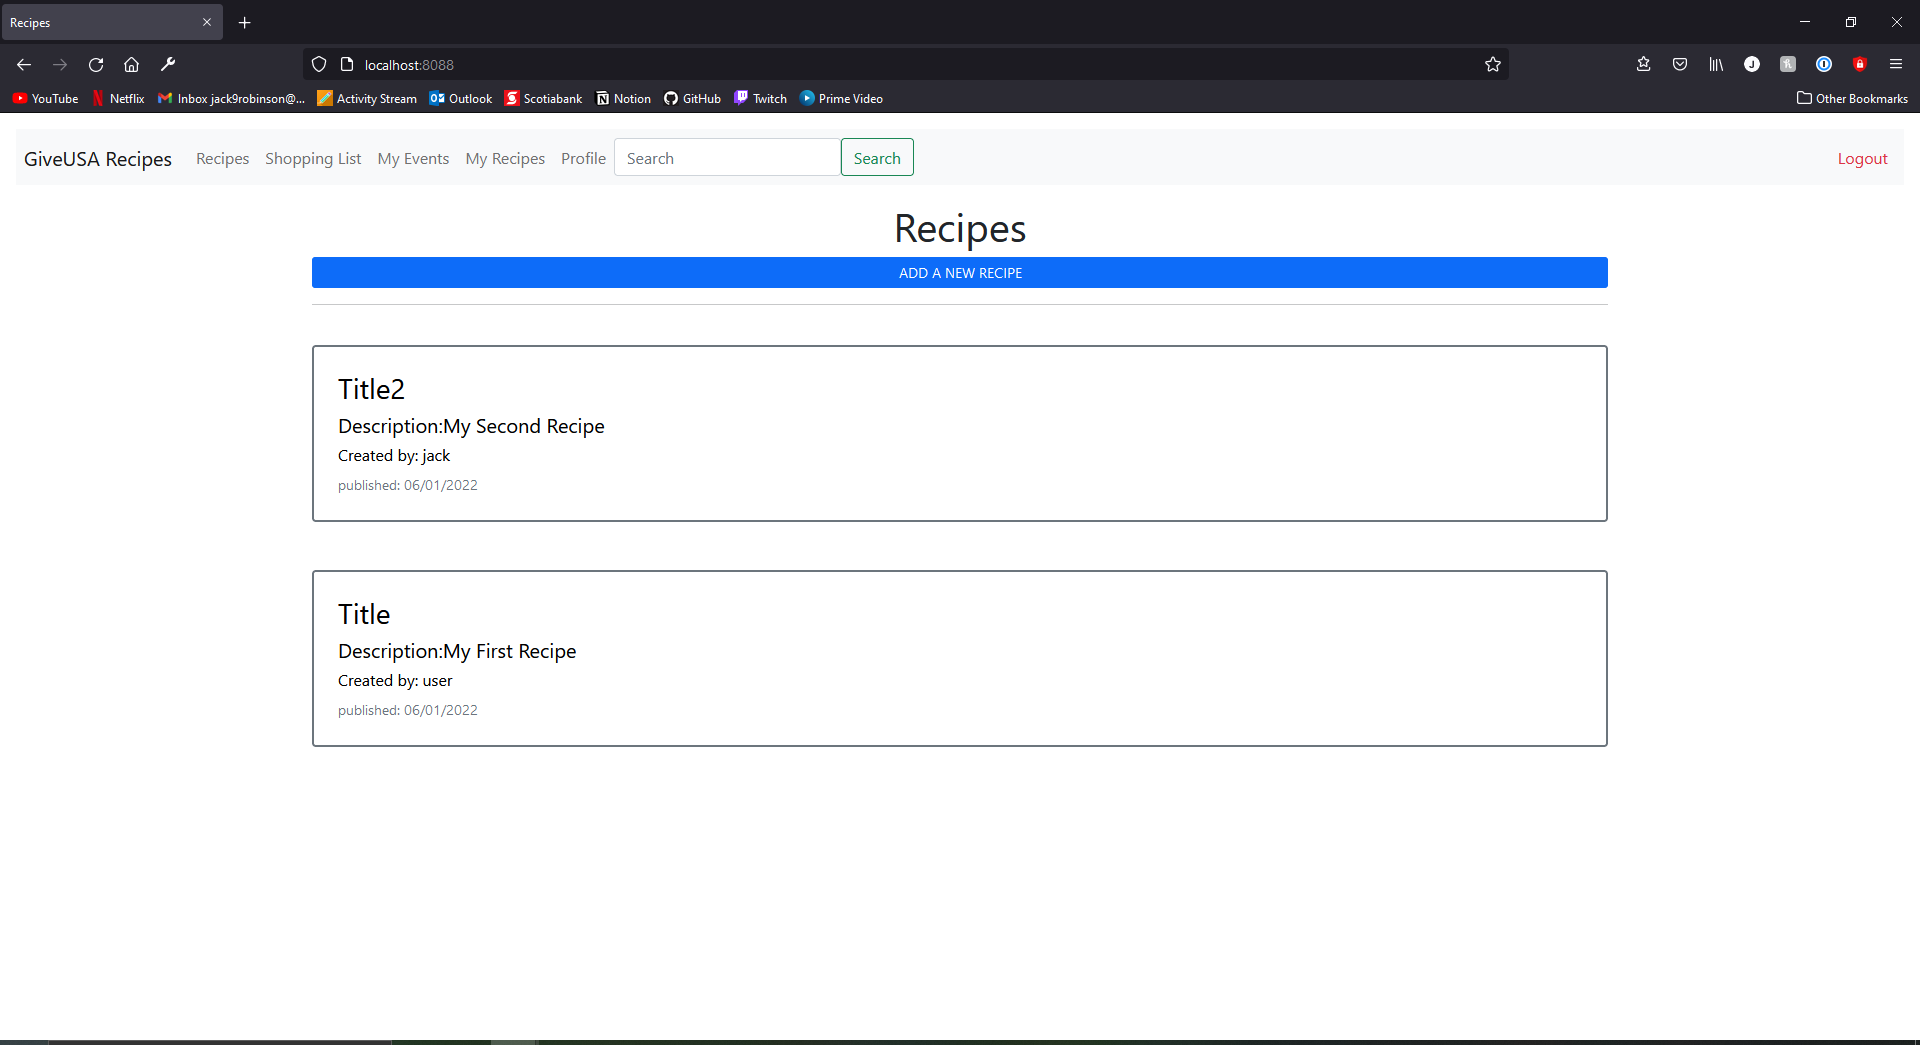 Recipes
localhost:8088
YouTube Netflix Inbox jack9robinson@... Activity Stream Outlook Scotiabank Notion GitHub Twitch Prime Video Other Bookmarks
GiveUSA Recipes Recipes Shopping List My Events My Recipes Profile Search Search Logout
Recipes
ADD A NEW RECIPE
Title2
Description:My Second Recipe
Created by: jack
published: 06/01/2022
Title
Description:My First Recipe
Created by: user
published: 06/01/2022